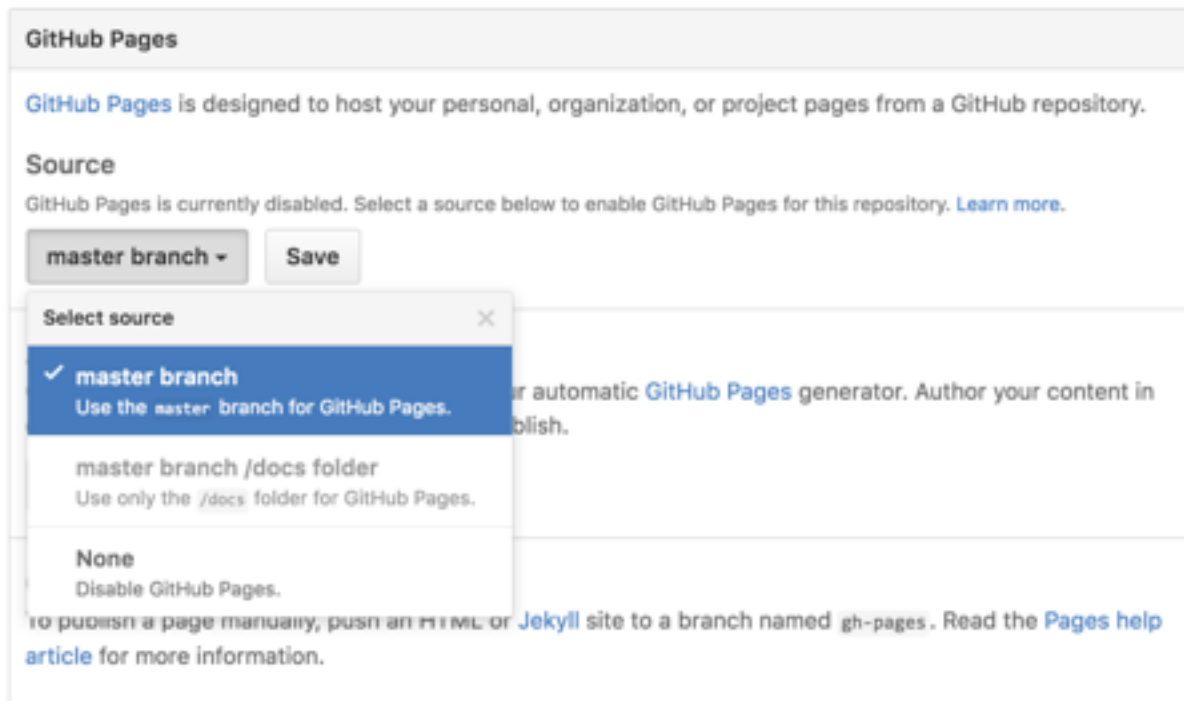 GitHub Pages
GitHub Pages is designed to host your personal, organization, or project pages from a GitHub repository.
Source
GitHub Pages is currently disabled. Select a source below to enable GitHub Pages for this repository. Learn more.
master branch Save
Select source
master branch
Use the master branch for GitHub Pages.
automatic GitHub Pages generator. Author your content in
master branch /docs folder
Use only the /docs folder for GitHub Pages.
None
Disable GitHub Pages.
To publish a page manually, push an HTML or Jekyll site to a branch named gh-pages. Read the Pages help
article for more information.